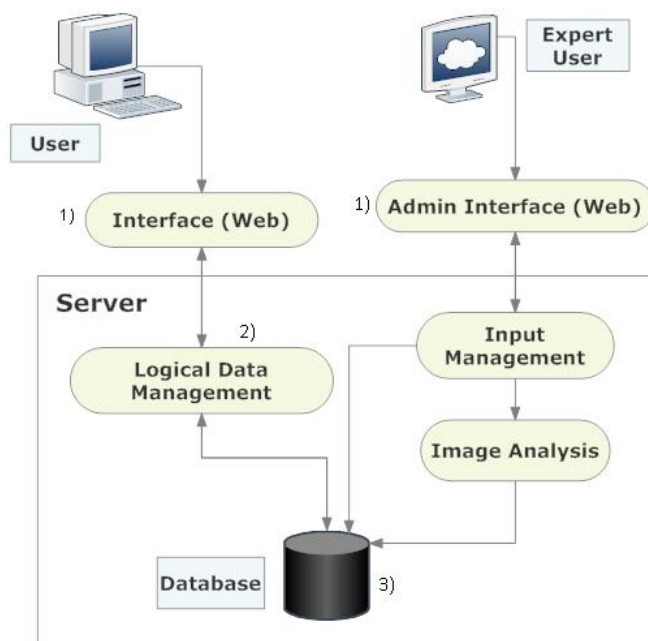 Expert
User
User
1)
Interface (Web)
1)
Admin Interface (Web)
Server
2)
Logical Data
Management
Input
Management
Image Analysis
Database
3)